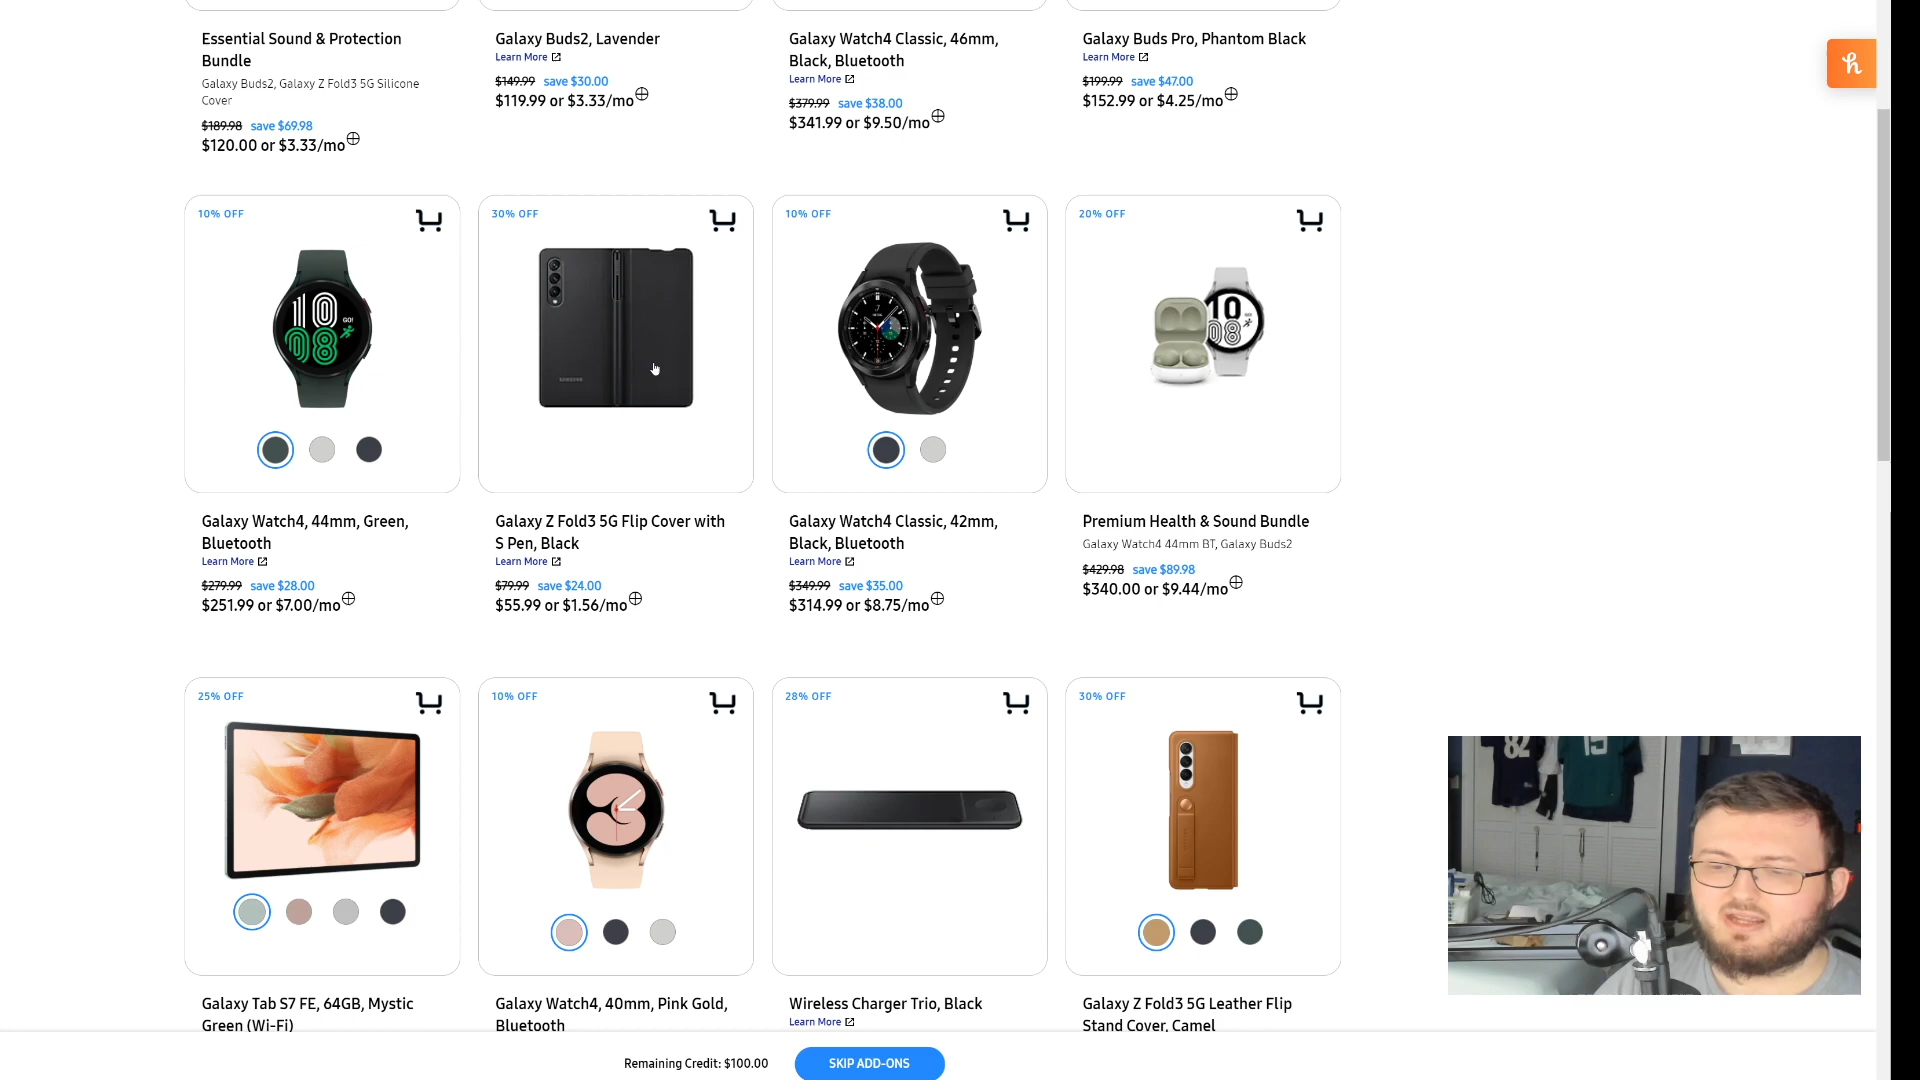 Essential Sound & Protection
Bundle
Galaxy Buds2, Galaxy Z Fold3 5G Silicone
Cover
$189.98 save $69.98
$120.00 or $3.33/mo
Galaxy Buds2, Lavender
Learn More
$149.99 save $30.00
$119.99 or $3.33/mo
Galaxy Watch4 Classic, 46mm,
Black, Bluetooth
Learn More
$379.99 save $38.00
$341.99 or $9.50/mo
Galaxy Buds Pro, Phantom Black
Learn More
$199.99 save $47.00
$152.99 or $4.25/mo
10% OFF
10
08
GO!
Galaxy Watch4, 44mm, Green,
Bluetooth
Learn More
$279.99 save $28.00
$251.99 or $7.00/mo
30% OFF
SAMSUNG
Galaxy Z Fold3 5G Flip Cover with
S Pen, Black
Learn More
$79.99 save $24.00
$55.99 or $1.56/mo
10% OFF
Galaxy Watch4 Classic, 42mm,
Black, Bluetooth
Learn More
$349.99 save $35.00
$314.99 or $8.75/mo
20% OFF
10
08
Premium Health & Sound Bundle
Galaxy Watch4 44mm BT, Galaxy Buds2
$429.98 save $89.98
$340.00 or $9.44/mo
25% OFF
Galaxy Tab S7 FE, 64GB, Mystic
Green (Wi-Fi)
10% OFF
Galaxy Watch4, 40mm, Pink Gold,
Bluetooth
28% OFF
Wireless Charger Trio, Black
Learn More
30% OFF
Galaxy Z Fold3 5G Leather Flip
Stand Cover, Camel
82
15
Remaining Credit: $100.00
SKIP ADD-ONS